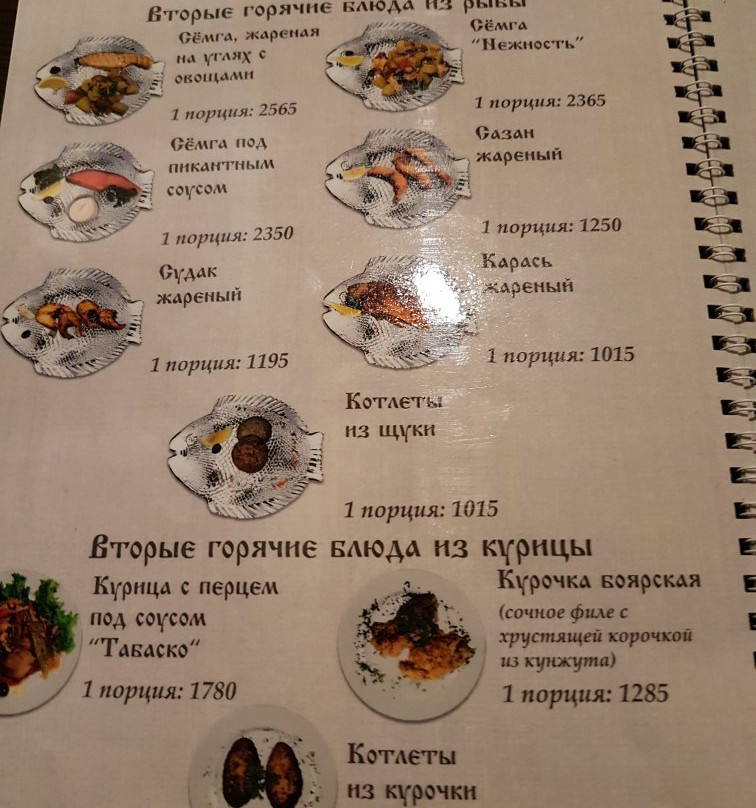 Вторые горячие блюда из рыбы
Сёмга, жареная
на углях с
овощами
1 порция: 2565
Сёмга
"Нежность"
1 порция: 2365
Сёмга под
пикантным
соусом
1 порция: 2350
Сазан
жареный
1 порция: 1250
Судак
жареный
1 порция: 1195
Карась
жареный
1 порция: 1015
Котлеты
из щуки
1 порция: 1015
Вторые горячие блюда из курицы
Курица с перцем
под соусом
"Табаско"
1 порция: 1780
Курочка боярская
(сочное филе с
хрустящей корочкой
из кунжута)
1 порция: 1285
Котлеты
из курочки